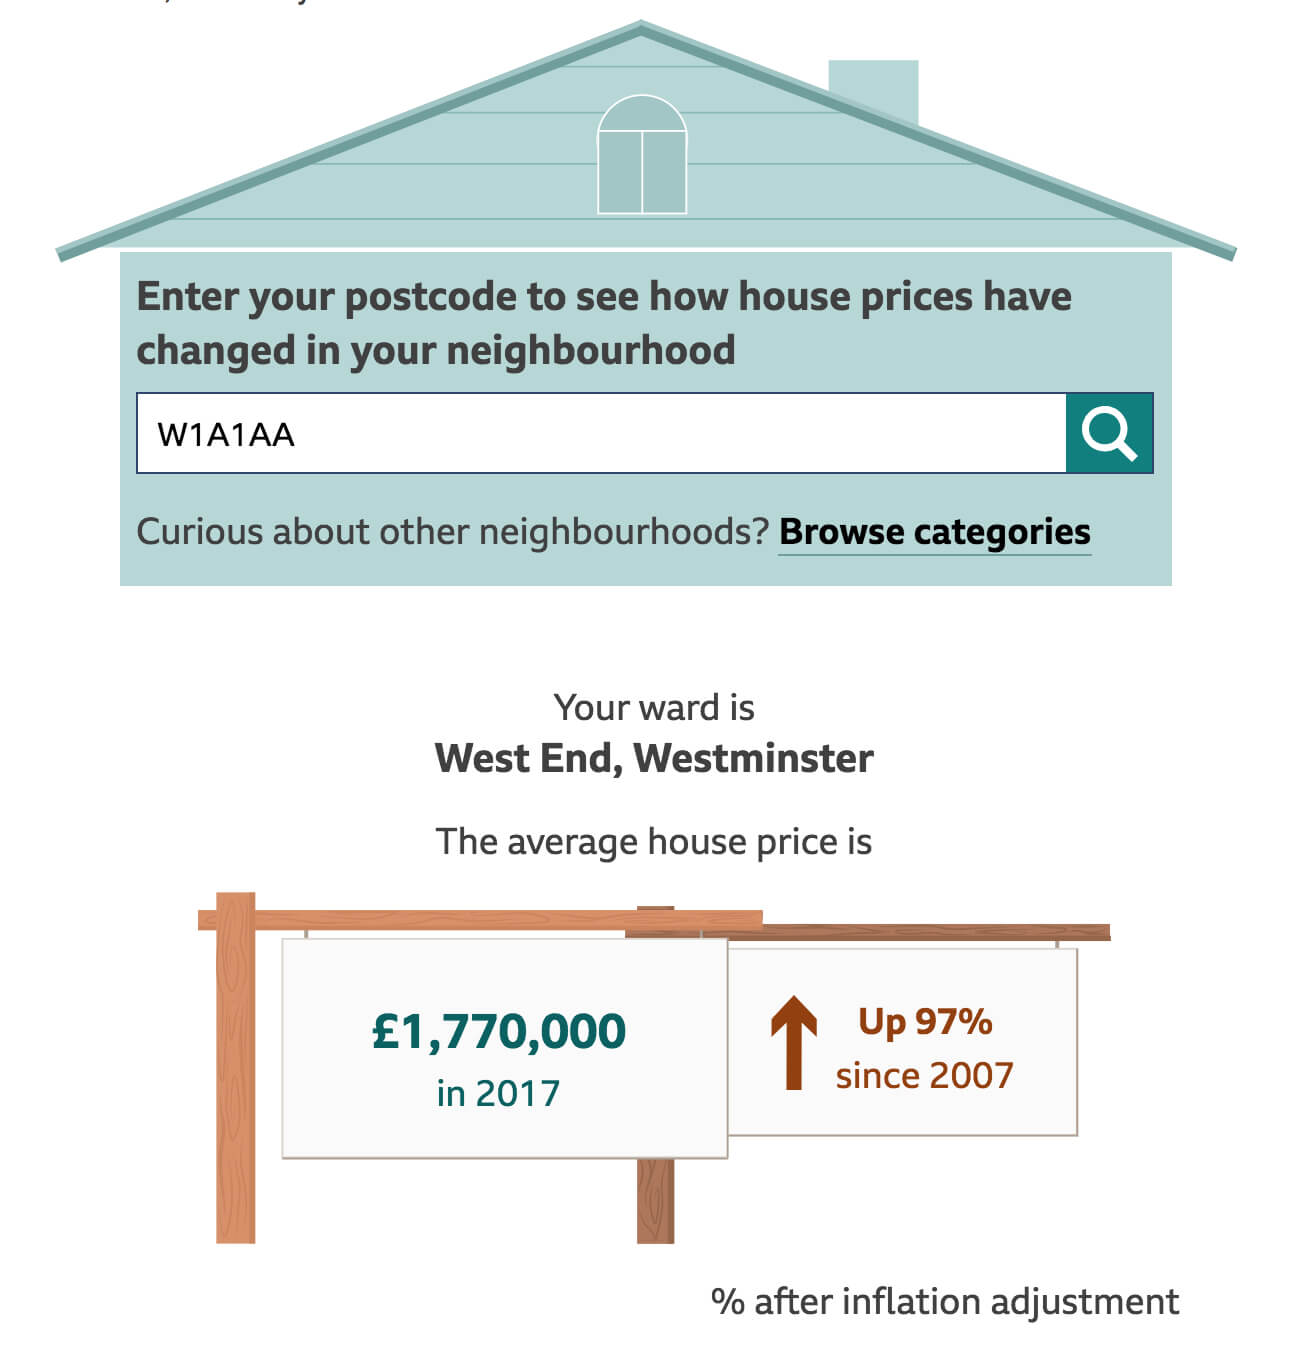 Enter your postcode to see how house prices have
changed in your neighbourhood
W1A1AA
Curious about other neighbourhoods? Browse categories
Your ward is
West End, Westminster
The average house price is
£1,770,000
in 2017
Up 97%
since 2007
% after inflation adjustment